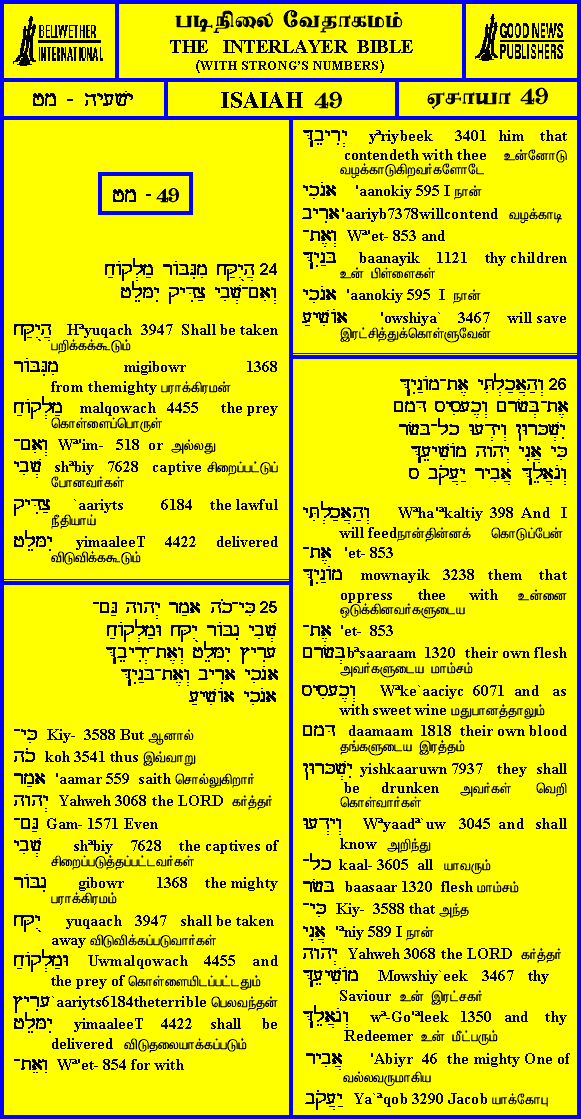 BELLWETHER INTERNATIONAL
படிநிலை வேதாகமம்
THE INTERLAYER BIBLE
(WITH STRONG'S NUMBERS)
GOOD NEWS PUBLISHERS
ישעיה - מט
ISAIAH 49
ஏசாயா 49
מט - 49
24 הֲיֻקַּח מִגִּבּוֹר מַלְקוֹחַ
וְאִם־שְׁבִי צַדִּיק יִמָּלֵט
הֲיֻקַּח Hªyuqach 3947 Shall be taken
பறிக்கக்கூடும்
מִגִּבּוֹר migibowr 1368
from themighty பராக்கிரமன்
מַלְקוֹחַ malqowach 4455 the prey
கொள்ளைப்பொருள்
וְאִם־ Wª'im- 518 or அல்லது
שְׁבִי shªbiy 7628 captive சிறைப்பட்டுப்
போனவர்கள்
צַדִּיק `aariyts 6184 the lawful
நீதியாய்
יִמָּלֵט yimaaleeT 4422 delivered
விடுவிக்ககூடும்
25 כִּי־כֹה אָמַר יְהוָה גַּם־
שְׁבִי גִבּוֹר יֻקָּח וּמַלְקוֹחַ
עָרִיץ יִמָּלֵט וְאֶת־יְרִיבֵךְ
אָנֹכִי אָרִיב וְאֶת־בָּנַיִךְ
אָנֹכִי אוֹשִׁיעַ
כִּי־ Kiy- 3588 But ஆனால்
כֹה koh 3541 thus இவ்வாறு
אָמַר 'aamar 559 saith சொல்லுகிறார்
יְהוָה Yahweh 3068 the LORD கர்த்தர்
גַּם־ Gam- 1571 Even
שְׁבִי shªbiy 7628 the captives of
சிறைப்படுத்தப்பட்டவர்கள்
גִבּוֹר gibowr 1368 the mighty
பராக்கிரமம்
יֻקָּח yuqaach 3947 shall be taken
away விடுவிக்கப்படுவார்கள்
וּמַלְקוֹחַ Uwmalqowach 4455 and
the prey of கொள்ளையிடப்பட்டதும்
עָרִיץ `aariyts6184theterrible பெலவந்தன்
יִמָּלֵט yimaaleeT 4422 shall be
delivered விடுதலையாக்கப்படும்
וְאֶת־ Wª'et- 854 for with
יְרִיבֵךְ yªriybeek 3401 him that
contendeth with thee உன்னோடு
வழக்காடுகிறவர்களோடே
אָנֹכִי 'aanokiy 595 I நான்
אָרִיב 'aariyb7378willcontend வழக்காடி
וְאֶת־ Wª'et- 853 and
בָּנַיִךְ baanayik 1121 thy children
உன் பிள்ளைகள்
אָנֹכִי 'aanokiy 595 I நான்
אוֹשִׁיעַ 'owshiya` 3467 will save
இரட்சித்துக்கொள்ளுவேன்
26 וְהַאֲכַלְתִּי אֶת־מוֹנַיִךְ
אֶת־בְּשָׂרָם וְכֶעָסִיס דָּמָם
יִשְׁכָּרוּן וְיָדְעוּ כָל־בָּשָׂר
כִּי אֲנִי יְהוָה מוֹשִׁיעֵךְ
וְגֹאֲלֵךְ אֲבִיר יַעֲקֹב ס
וְהַאֲכַלְתִּי Wªha'ªkaltiy 398 And I
will feedநான்தின்னக் கொடுப்பேன்
אֶת־ 'et- 853
מוֹנַיִךְ mownayik 3238 them that
oppress thee with உன்னை
ஒடுக்கினவர்களுடைய
אֶת־ 'et- 853
בְּשָׂרָם bªsaaraam 1320 their own flesh
அவர்களுடைய மாம்சம்
וְכֶעָסִיס Wªke`aaciyc 6071 and as
with sweet wine மதுபானத்தாலும்
דָּמָם daamaam 1818 their own blood
தங்களுடைய இரத்தம்
יִשְׁכָּרוּן yishkaaruwn 7937 they shall
be drunken அவர்கள் வெறி
கொள்வார்கள்
וְיָדְעוּ Wªyaadª`uw 3045 and shall
know அறிந்து
כָל־ kaal- 3605 all யாவரும்
בָּשָׂר baasaar 1320 flesh மாம்சம்
כִּי־ Kiy- 3588 that அந்த
אֲנִי 'ªniy 589 I நான்
יְהוָה Yahweh 3068 the LORD கர்த்தர்
מוֹשִׁיעֵךְ Mowshiy`eek 3467 thy
Saviour உன் இரட்சகர்
וְגֹאֲלֵךְ wª-Go'ªleek 1350 and thy
Redeemer உன் மீட்பரும்
אֲבִיר 'Abiyr 46 the mighty One of
வல்லவருமாகிய
יַעֲקֹב Ya`ªqob 3290 Jacob யாக்கோபு